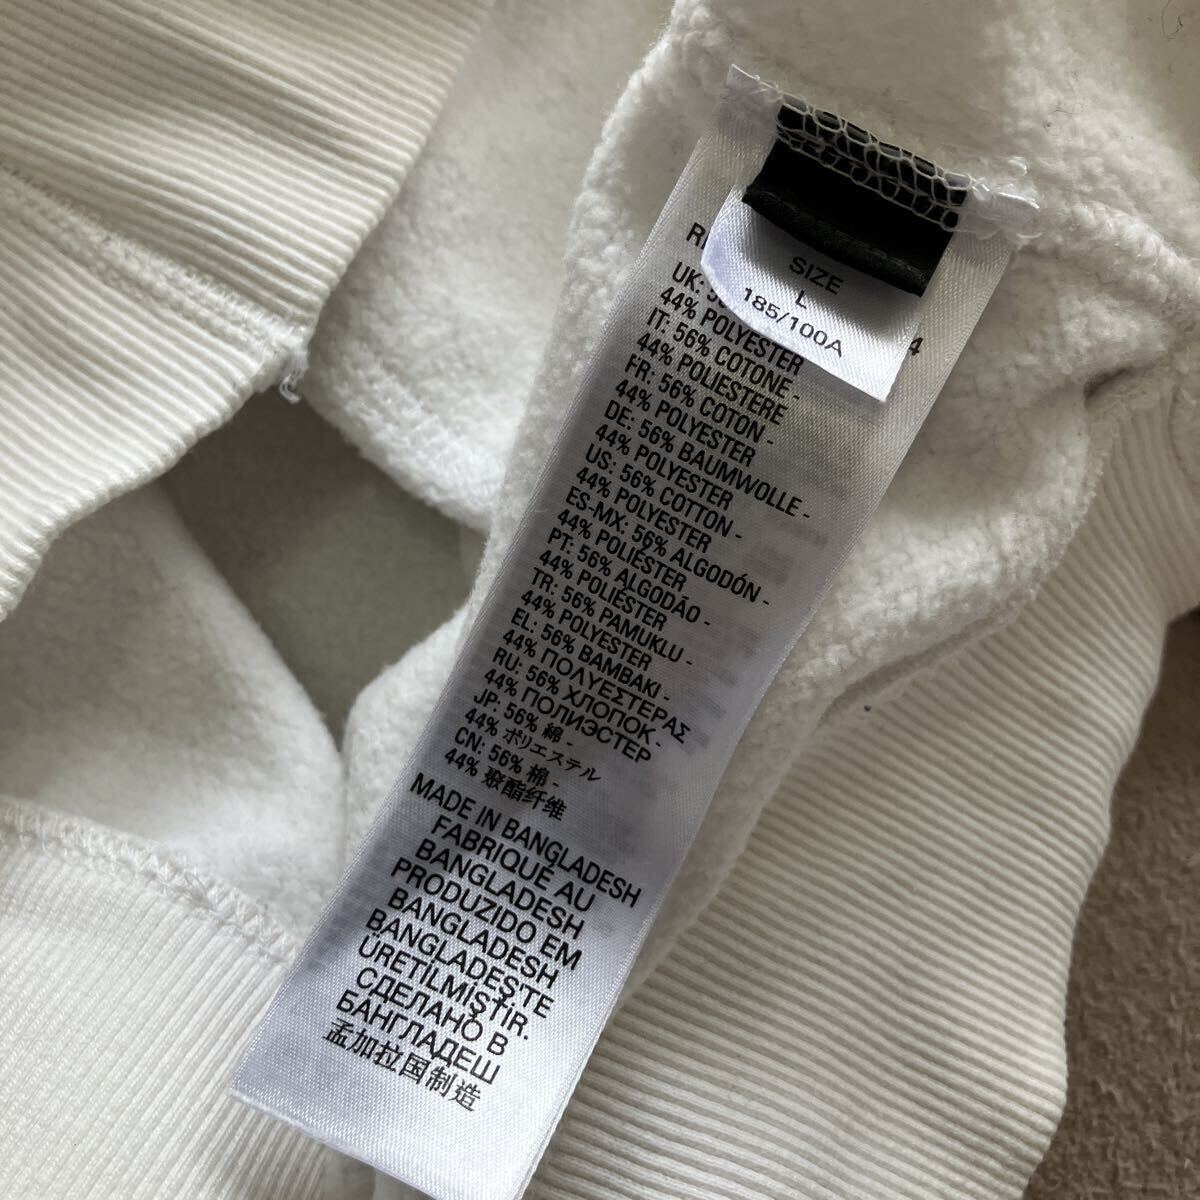 SIZE
L
185/100A
44% POLYESTER
IT: 56% COTONE -
44% POLIESTERE
FR: 56% COTON -
44% POLYESTER
DE: 56% BAUMWOLLE -
44% POLYESTER
US: 56% COTTON -
44% POLYESTER
ES-MX: 56% ALGODÓN -
44% POLIÉSTER
PT: 56% ALGODÃO -
44% POLIÉSTER
TR: 56% PAMUKLU -
44% POLYESTER
EL: 56% ΒΑΜΒΑΚΙ -
44% ΠΟΛΥΕΣΤΕΡΑΣ
RU: 56% ХЛОПОК -
44% ПОЛИЭСТЕР
JP: 56% 綿 -
44% ポリエステル
CN: 56% 棉 -
44% 聚酯纤维
MADE IN BANGLADESH
FABRIQUÉ AU
BANGLADESH
PRODUZIDO EM
BANGLADESH
BANGLADEŞ'TE
ÜRETİLMİŞTİR.
СДЕЛАНО В
БАНГЛАДЕШ
孟加拉国制造